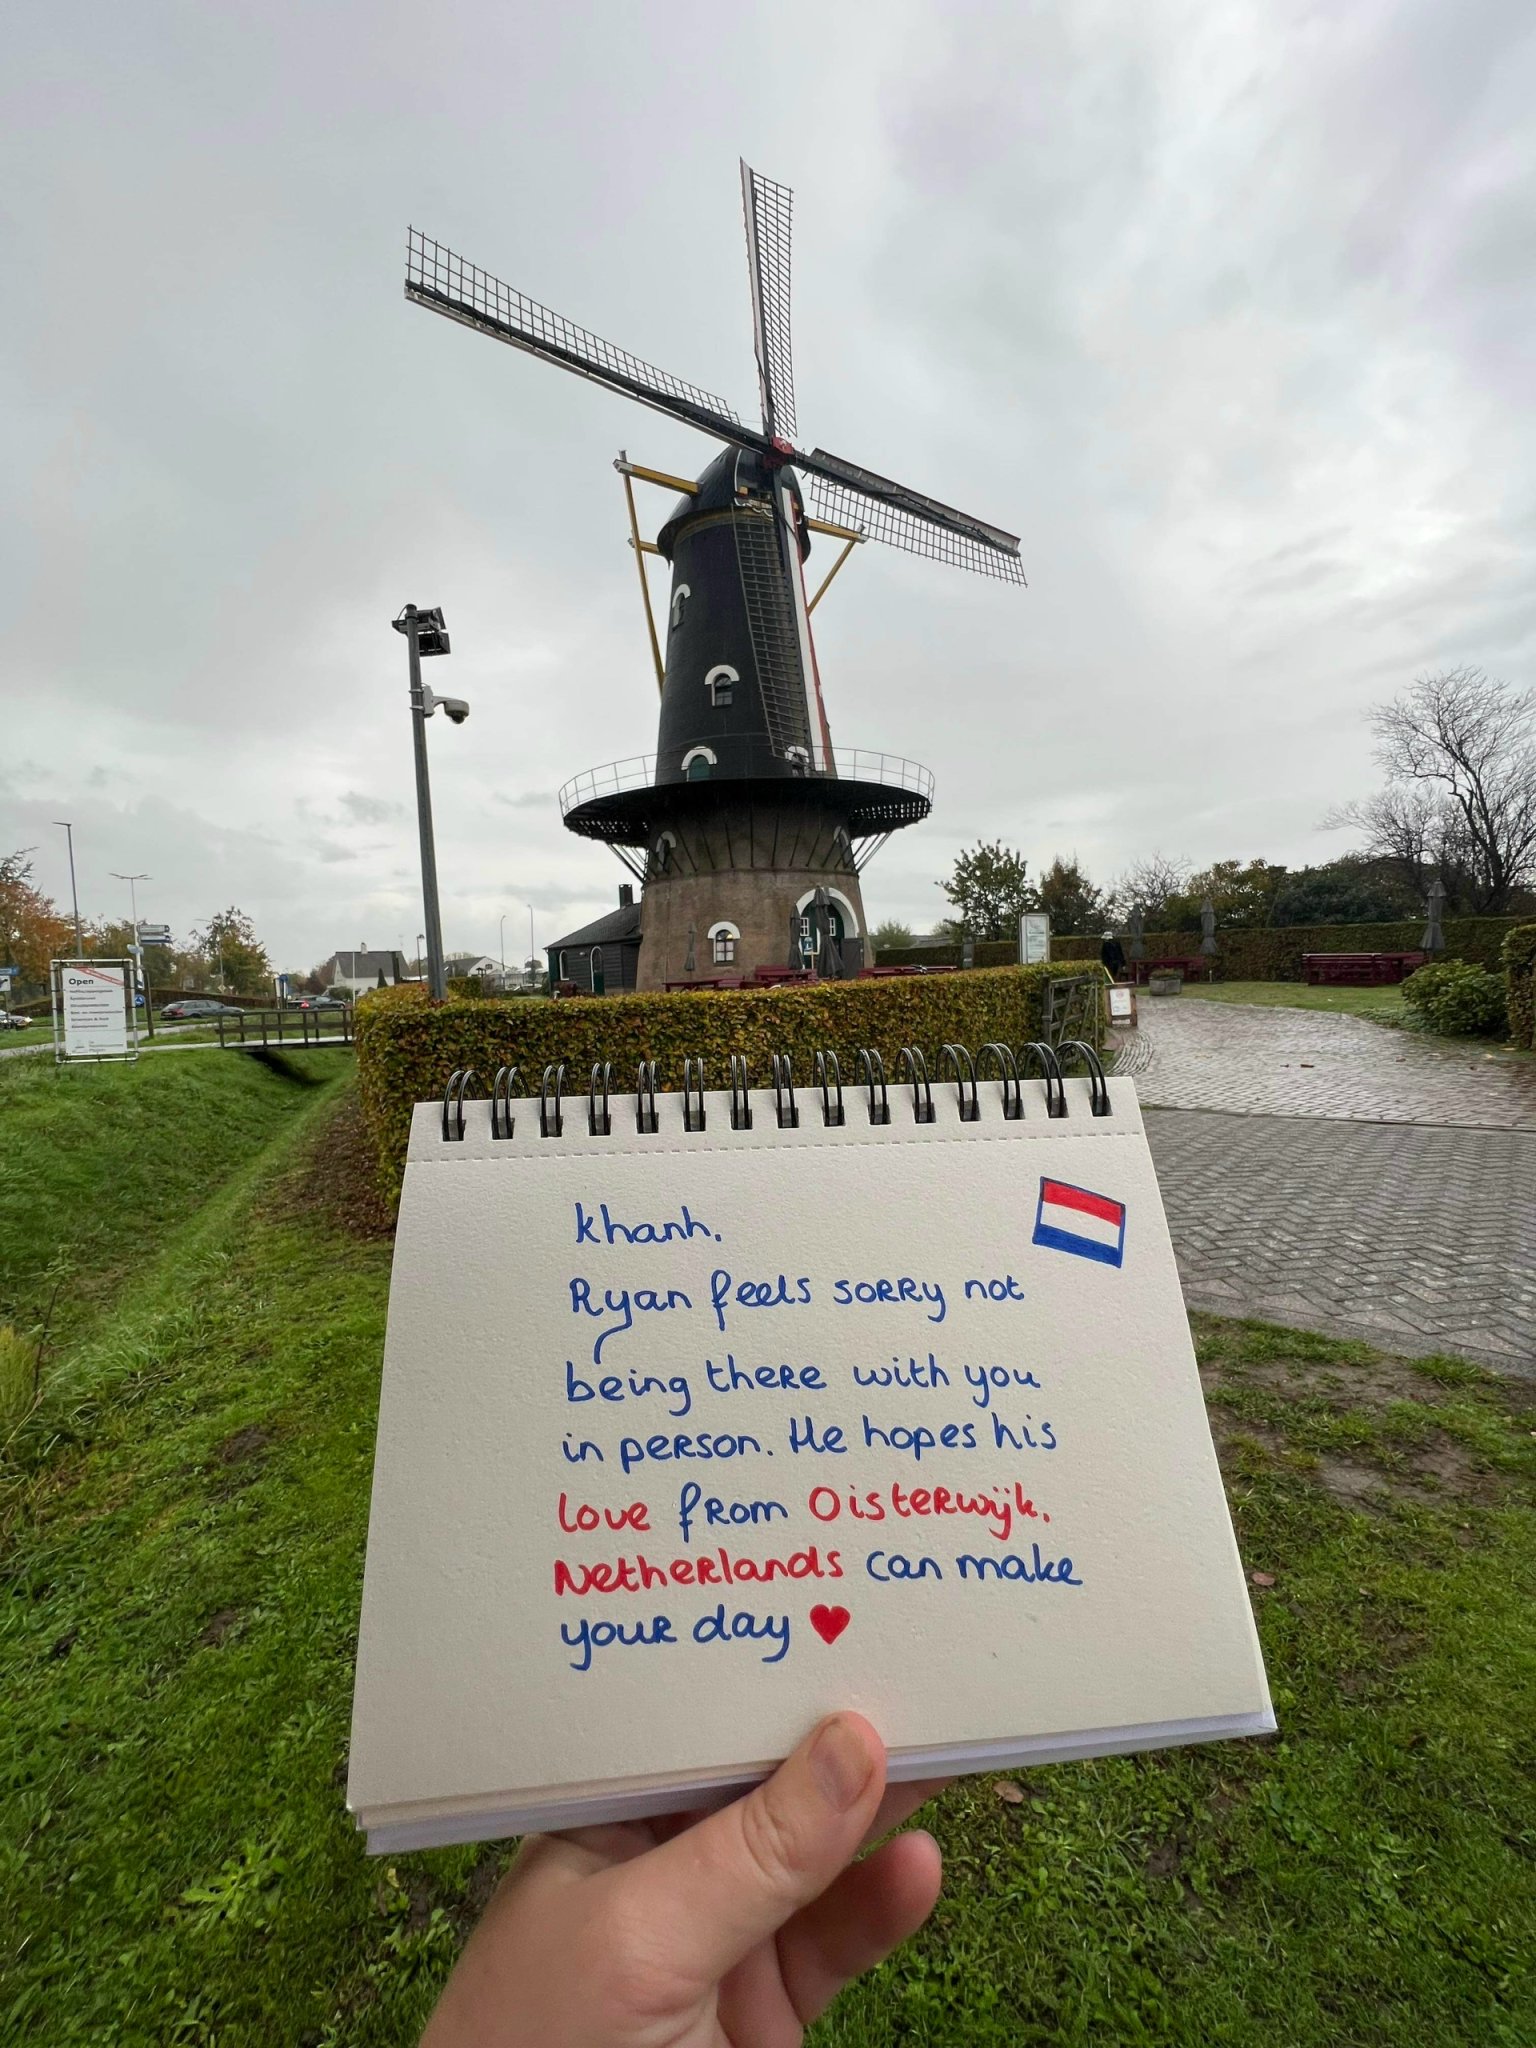 Open
Khanh,
Ryan feels sorry not
being there with you
in person. He hopes his
love from Oisterwijk,
Netherlands can make
your day